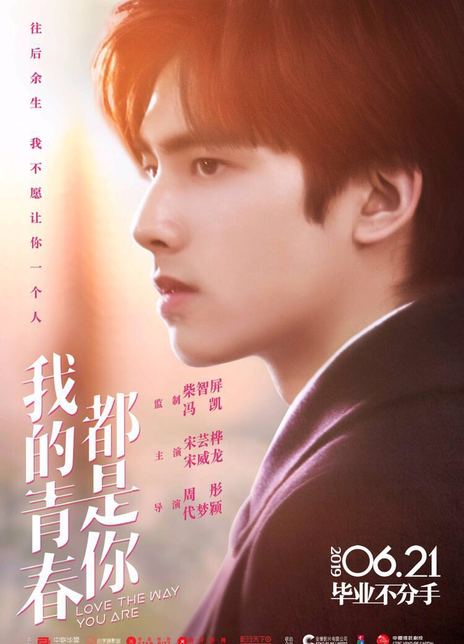 往后余生 我不愿让你一个人
我的青春
都是你
LOVE THE WAY
YOU ARE
监制 柴智屏
冯凯
主演 宋芸桦
宋威龙
导演 周彤
代梦颖
2019 06.21
毕业不分手